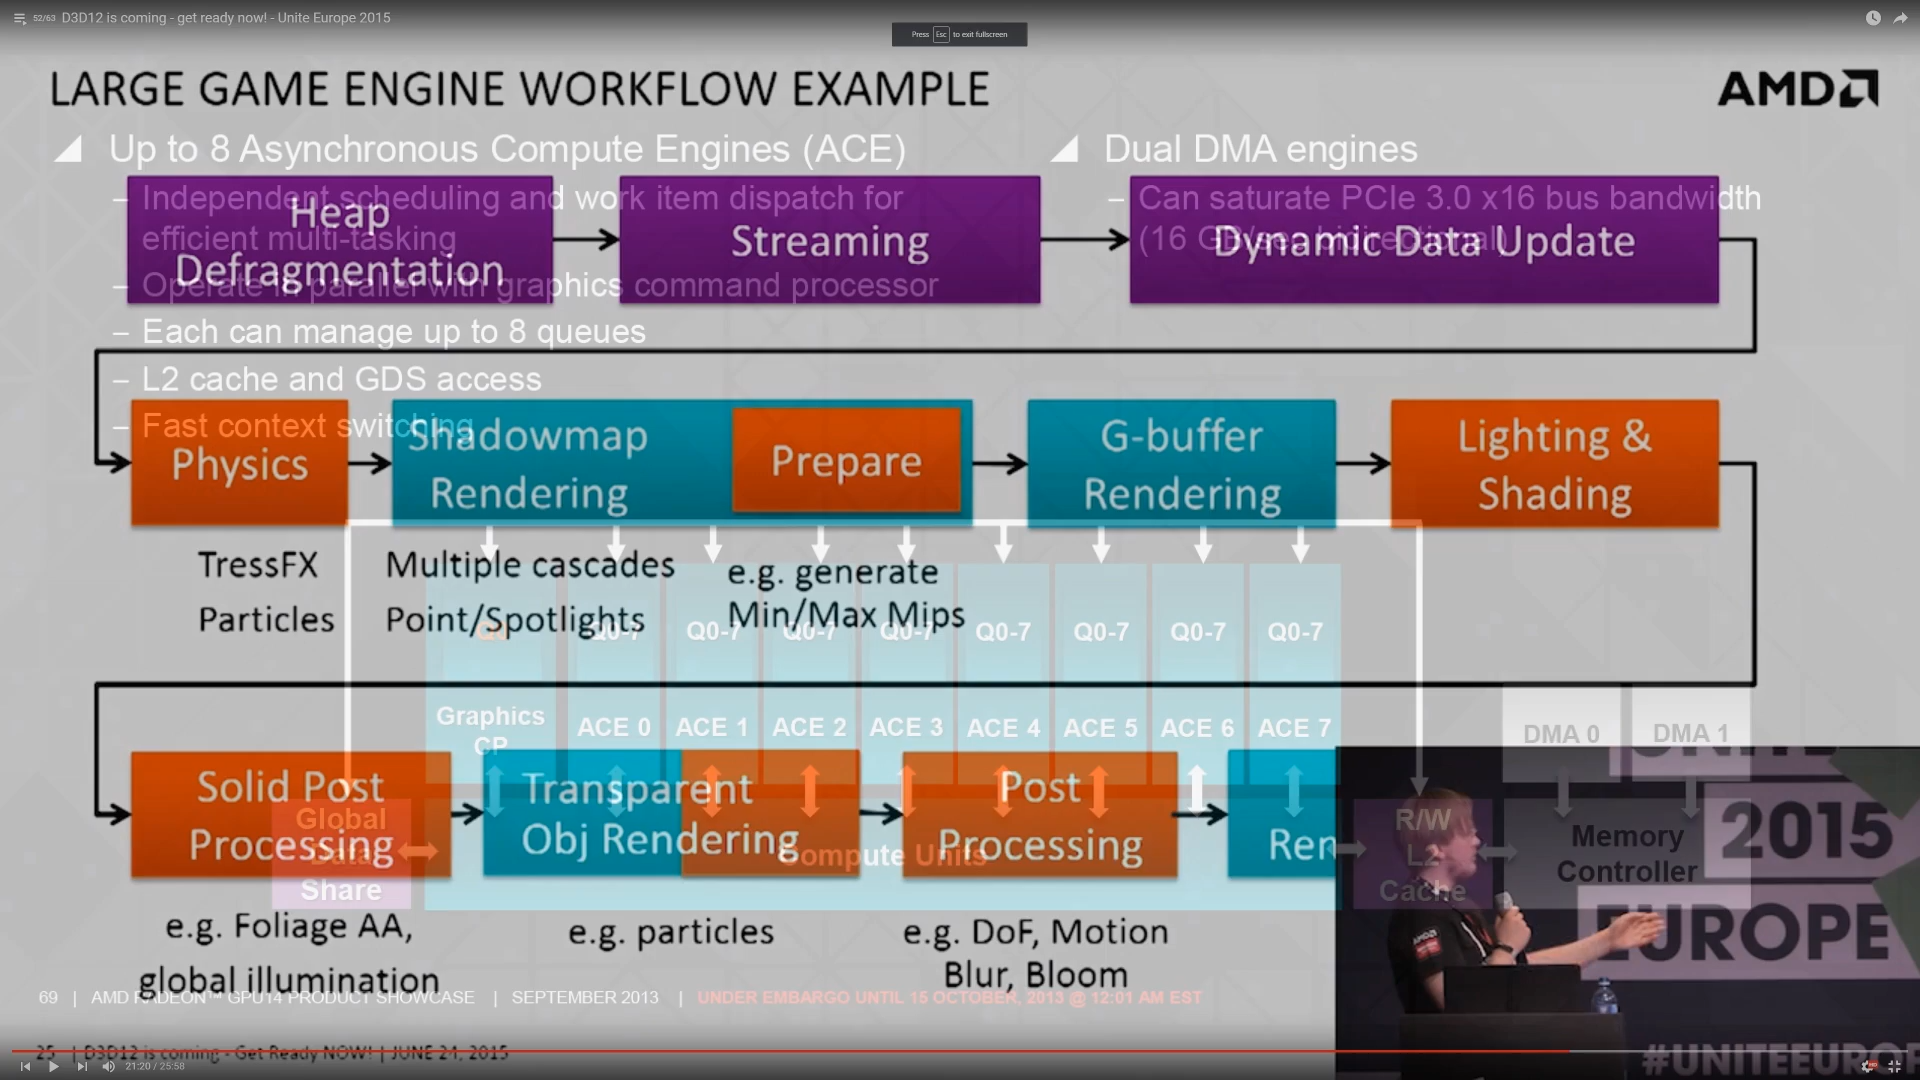 52/63 D3D12 is coming - get ready now! - Unite Europe 2015
Press Esc to exit fullscreen
LARGE GAME ENGINE WORKFLOW EXAMPLE
AMD
Up to 8 Asynchronous Compute Engines (ACE)
Dual DMA engines
– Independent scheduling and work item dispatch for
efficient multi-tasking
– Can saturate PCIe 3.0 x16 bus bandwidth
(16 GB/sec bidirectional)
Heap
Defragmentation
Streaming
Dynamic Data Update
– Operate in parallel with graphics command processor
– Each can manage up to 8 queues
– L2 cache and GDS access
– Fast context switching
Physics
Shadowmap
Rendering
Prepare
G-buffer
Rendering
Lighting &
Shading
TressFX
Particles
Multiple cascades
Point/Spotlights
e.g. generate
Min/Max Mips
Q0 Q0-7 Q0-7 Q0-7 Q0-7 Q0-7 Q0-7 Q0-7 Q0-7
Graphics
CP
ACE 0 ACE 1 ACE 2 ACE 3 ACE 4 ACE 5 ACE 6 ACE 7
DMA 0 DMA 1
Solid Post
Processing
Transparent
Obj Rendering
Post
Processing
Global
Data
Share
Compute Units
R/W
L2
Cache
Memory
Controller
UNITE
2015
EUROPE
AMD
e.g. Foliage AA,
global illumination
e.g. particles
e.g. DoF, Motion
Blur, Bloom
69 | AMD RADEON™ GPU14 PRODUCT SHOWCASE | SEPTEMBER 2013 | UNDER EMBARGO UNTIL 15 OCTOBER, 2013 @ 12:01 AM EST
25 | D3D12 is coming - Get Ready NOW! | JUNE 24, 2015
21:20 / 25:58
HD